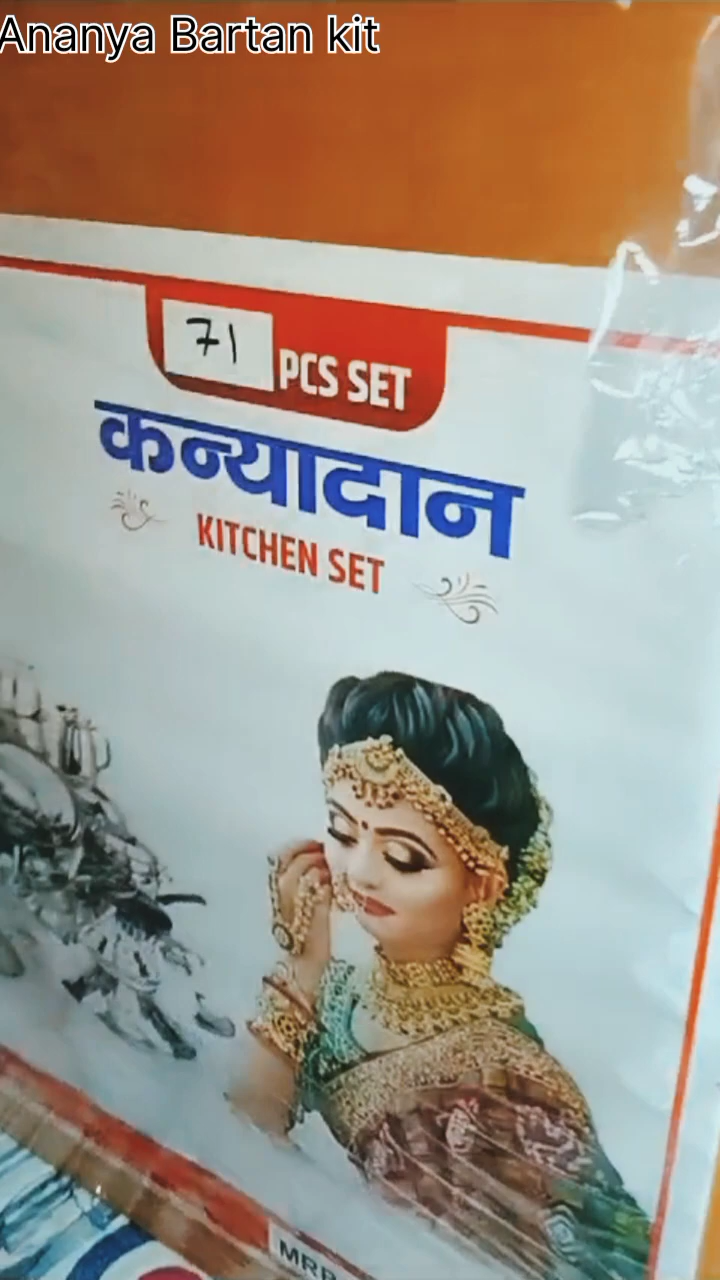 Ananya Bartan kit
71 PCS SET
कन्यादान
KITCHEN SET
MRP